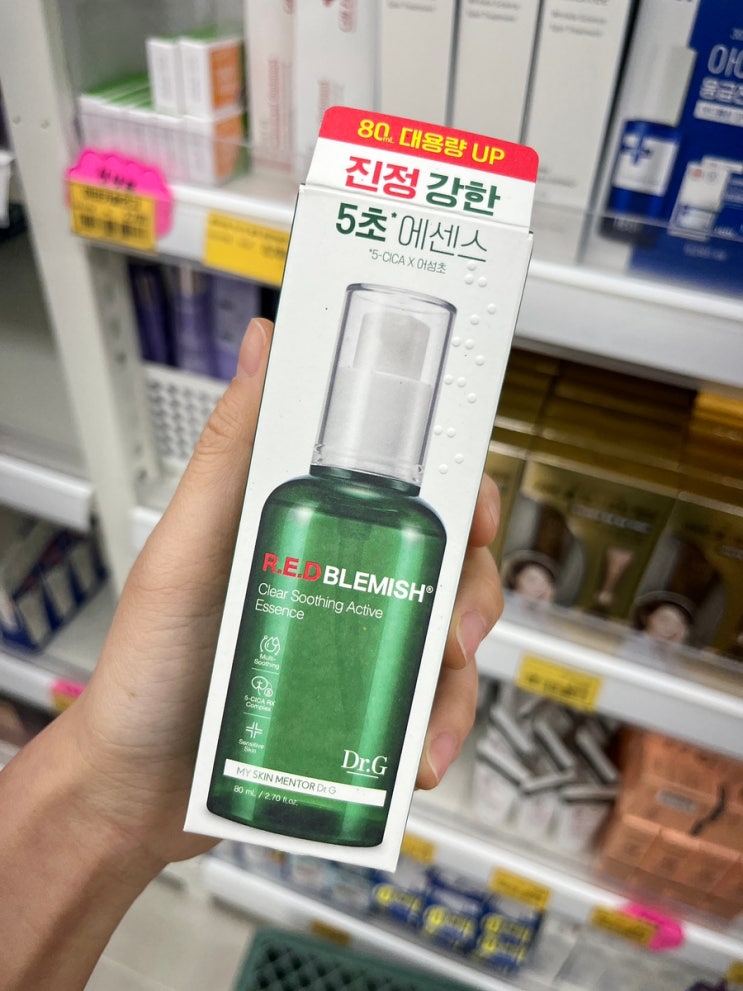 80mL 대용량 UP
진정 강한
5초* 에센스
*5-CICA X 어성초
R.E.D BLEMISH®
Clear Soothing Active
Essence
Multi-
Soothing
5-CICA RX
Complex
Sensitive
Skin
Dr.G
MY SKIN MENTOR Dr.G
80 mL / 2.70 fl.oz.